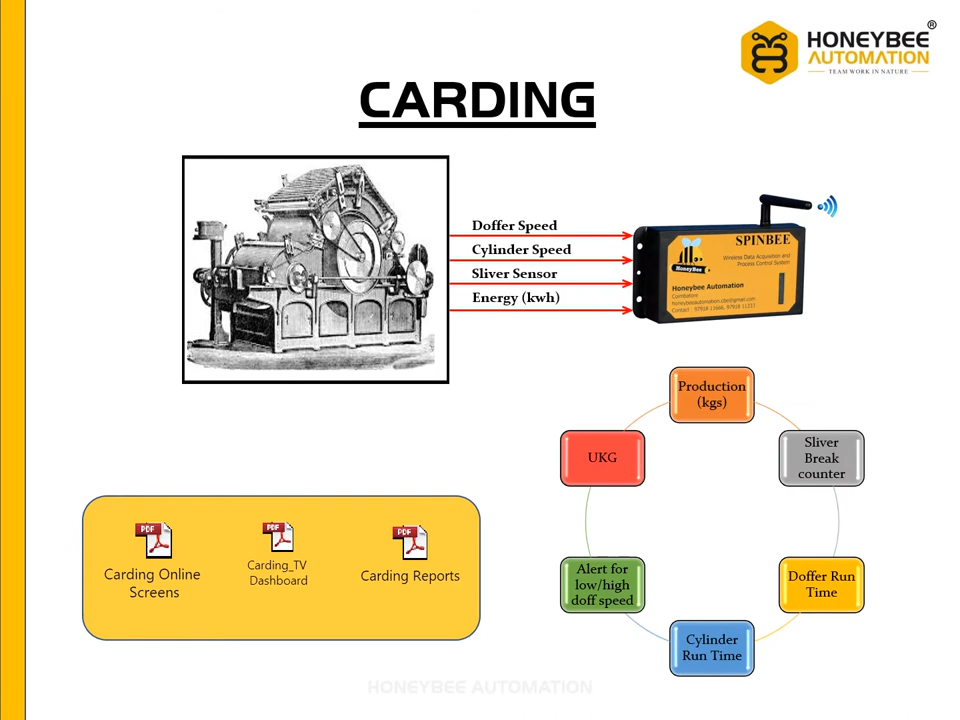 HONEYBEE®
AUTOMATION
TEAM WORK IN NATURE
CARDING
Doffer Speed
Cylinder Speed
Sliver Sensor
Energy (kwh)
SPINBEE
Wireless Data Acquisition and
Process Control System
HoneyBee
Honeybee Automation
Coimbatore
honeybeeautomation.cbe@gmail.com
Contact : 97918 11666, 97918 11333
Production
(kgs)
Sliver
Break
counter
Doffer Run
Time
Cylinder
Run Time
Alert for
low/high
doff speed
UKG
PDF
Carding Online
Screens
PDF
Carding_TV
Dashboard
PDF
Carding Reports
HONEYBEE AUTOMATION